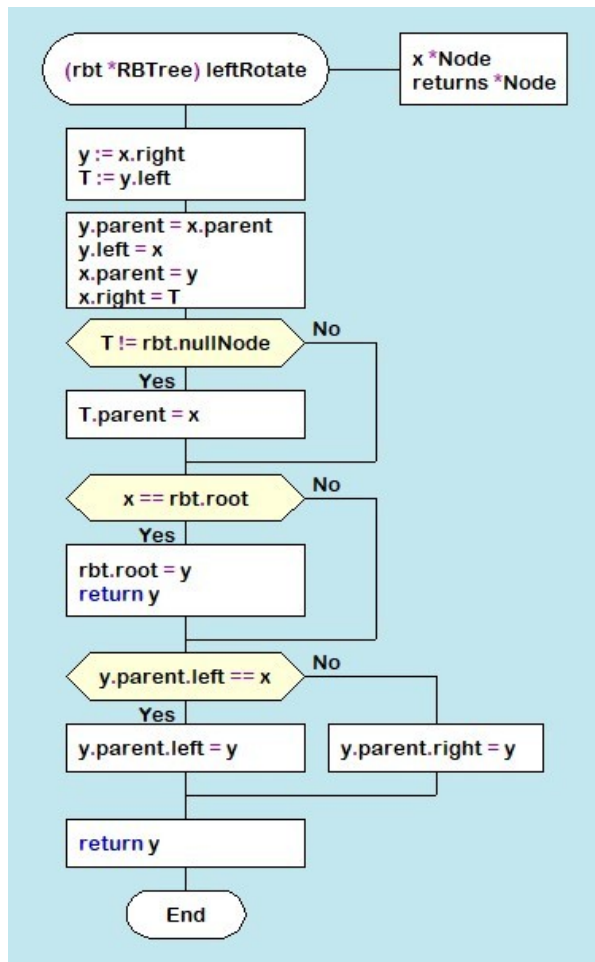 (rbt *RBTree) leftRotate
x *Node
returns *Node
y := x.right
T := y.left
y.parent = x.parent
y.left = x
x.parent = y
x.right = T
T != rbt.nullNode
No
Yes
T.parent = x
x == rbt.root
No
Yes
rbt.root = y
return y
y.parent.left == x
No
Yes
y.parent.left = y
y.parent.right = y
return y
End